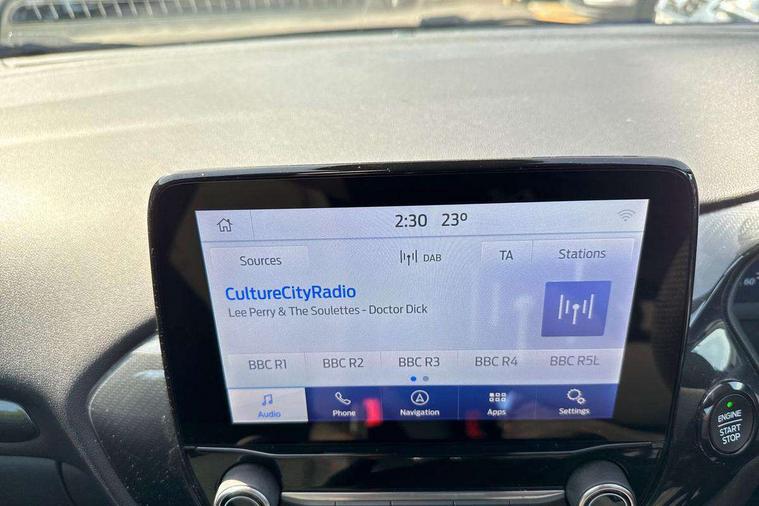 2:30 23°
Sources
DAB
TA
Stations
CultureCityRadio
Lee Perry & The Soulettes - Doctor Dick
BBC R1 BBC R2 BBC R3 BBC R4 BBC R5L
Audio Phone Navigation Apps Settings
60
ENGINE
START
STOP